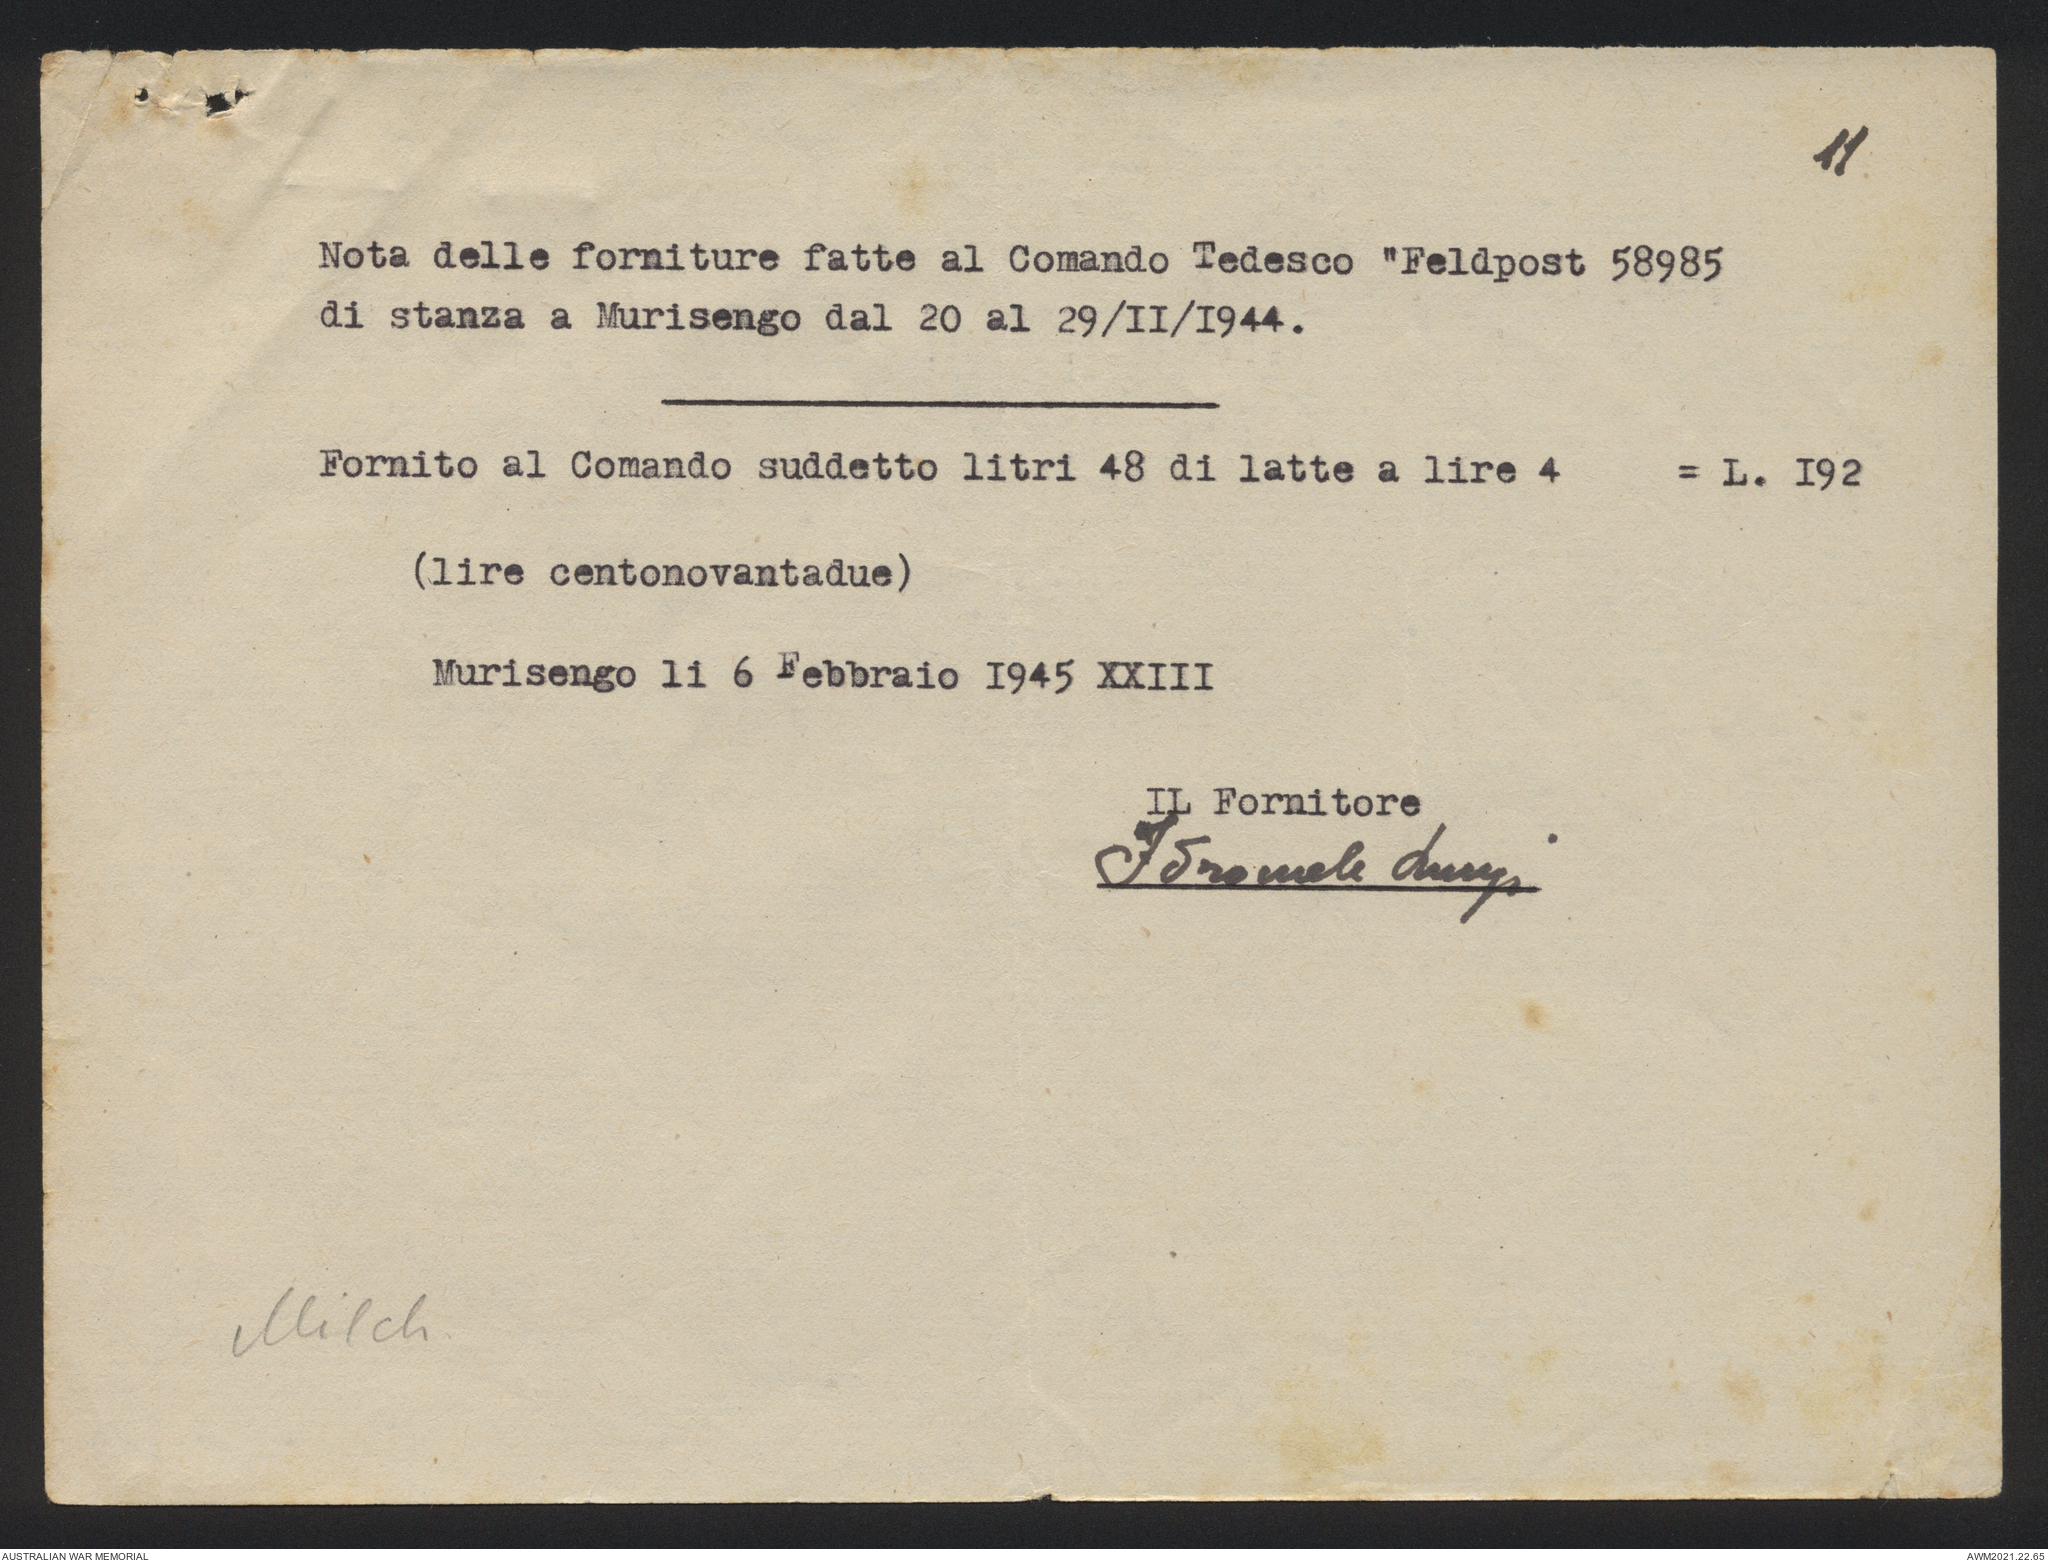 11
Nota delle forniture fatte al Comando Tedesco "Feldpost 58985
di stanza a Murisengo dal 20 al 29/II/I944.
Fornito al Comando suddetto litri 48 di latte a lire 4 = L. I92
(lire centonovantadue)
Murisengo li 6 Febbraio I945 XXIII
IL Fornitore
Milch
AUSTRALIAN WAR MEMORIAL
AWM2021.22.65